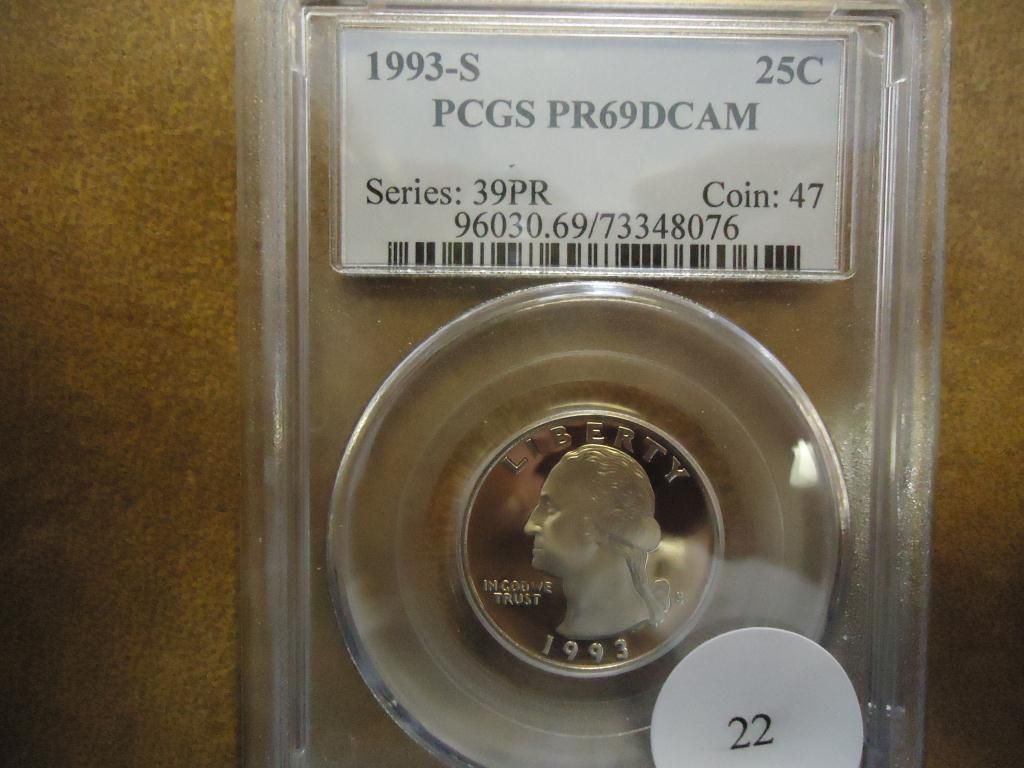 1993-S 25C
PCGS PR69DCAM
Series: 39PR Coin: 47
96030.69/73348076
LIBERTY
IN GOD WE
TRUST
S
1993
22